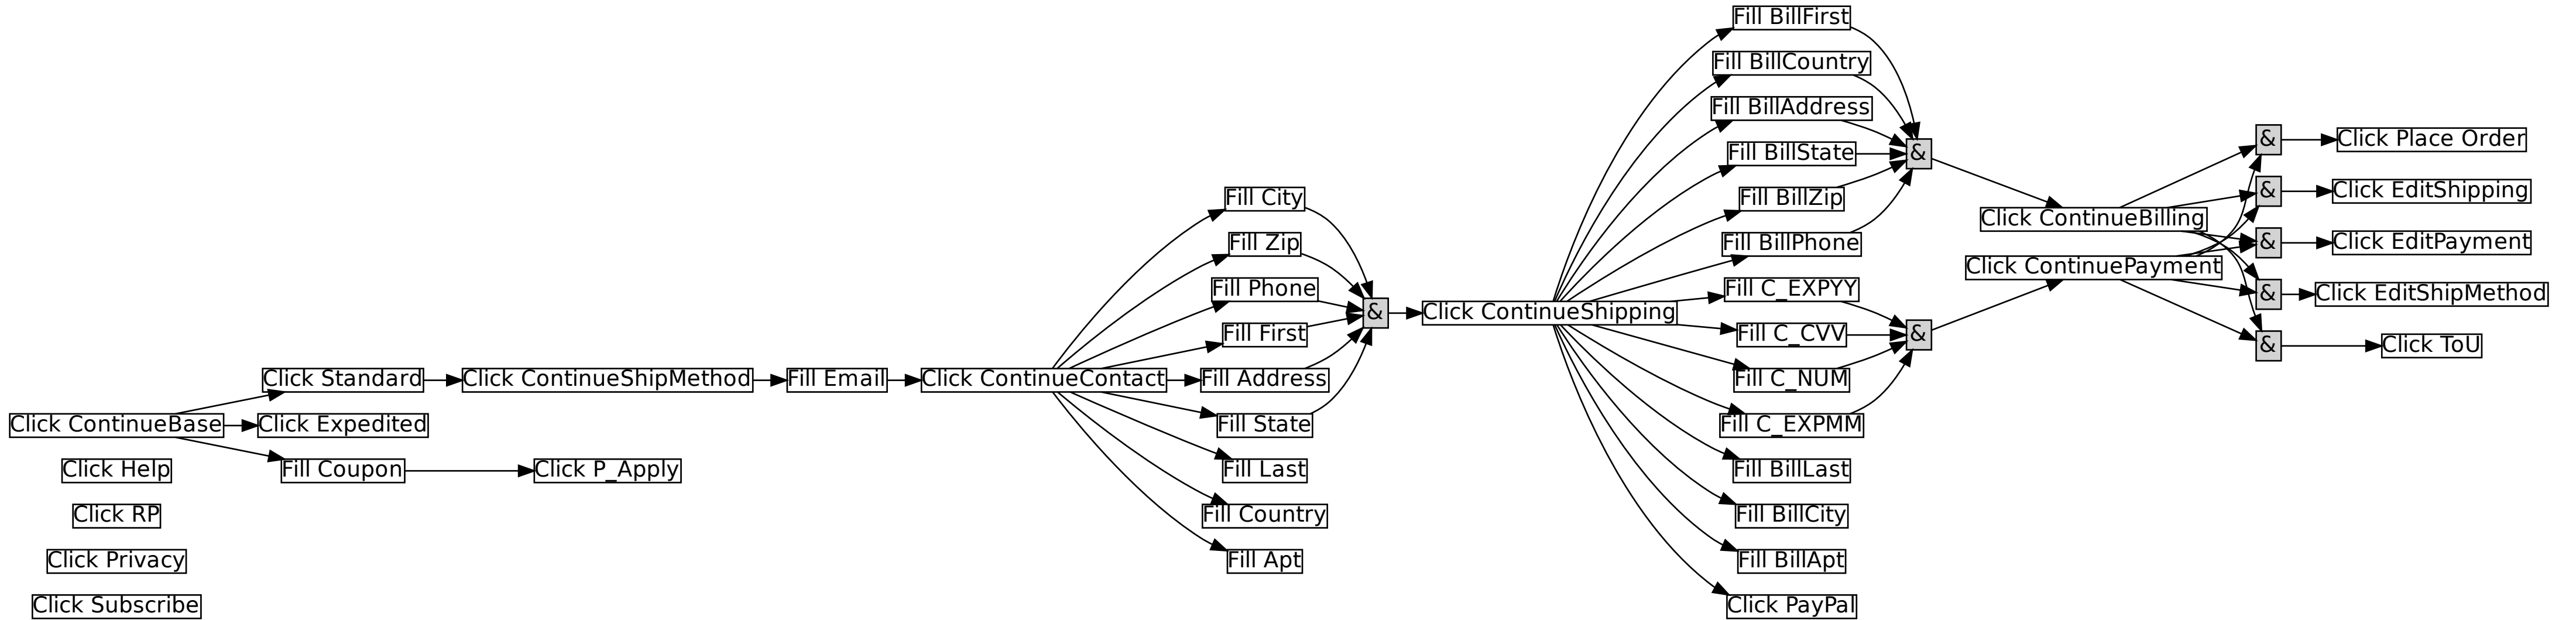 Click ContinueBase
Click Help
Click RP
Click Privacy
Click Subscribe
Click Standard
Click Expedited
Fill Coupon
Click ContinueShipMethod
Click P_Apply
Fill Email
Click ContinueContact
Fill City
Fill Zip
Fill Phone
Fill First
Fill Address
Fill State
Fill Last
Fill Country
Fill Apt
&
Click ContinueShipping
Fill BillFirst
Fill BillCountry
Fill BillAddress
Fill BillState
Fill BillZip
Fill BillPhone
Fill C_EXPYY
Fill C_CVV
Fill C_NUM
Fill C_EXPMM
Fill BillLast
Fill BillCity
Fill BillApt
Click PayPal
&
&
Click ContinueBilling
Click ContinuePayment
&
&
&
&
&
Click Place Order
Click EditShipping
Click EditPayment
Click EditShipMethod
Click ToU